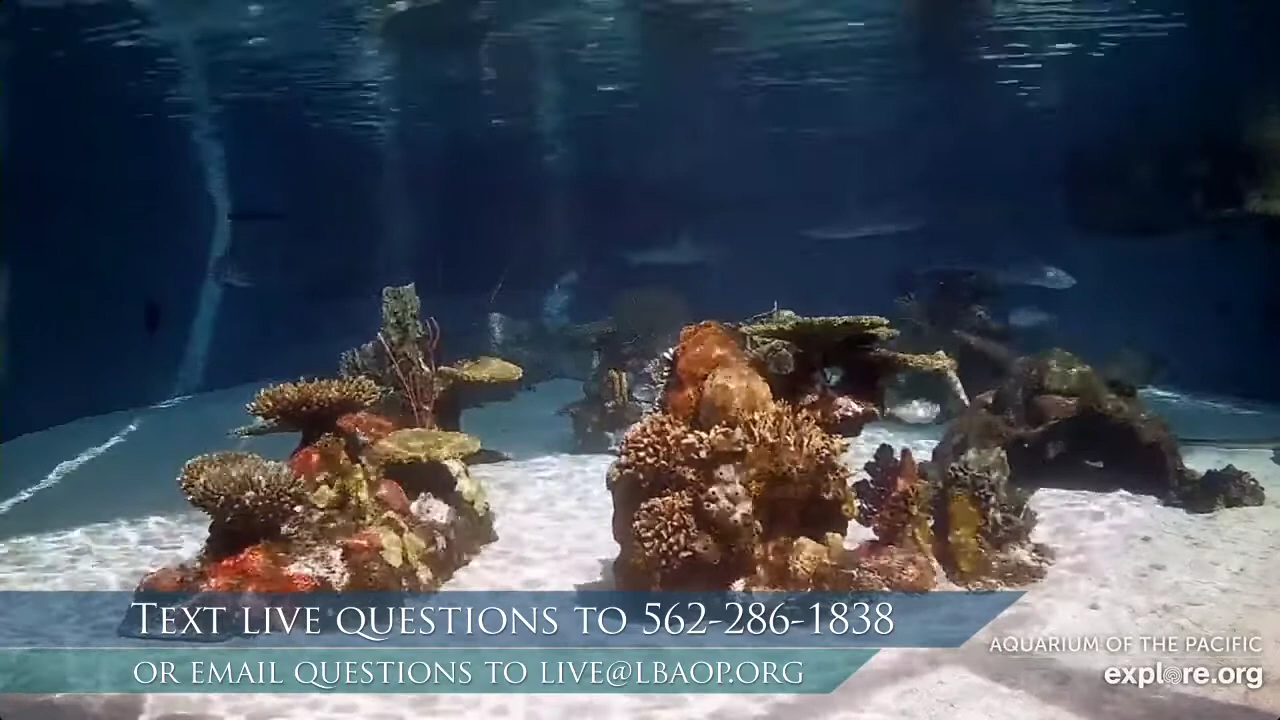 TEXT LIVE QUESTIONS TO 562-286-1838
OR EMAIL QUESTIONS TO LIVE@LBAOP.ORG
AQUARIUM OF THE PACIFIC
explore.org